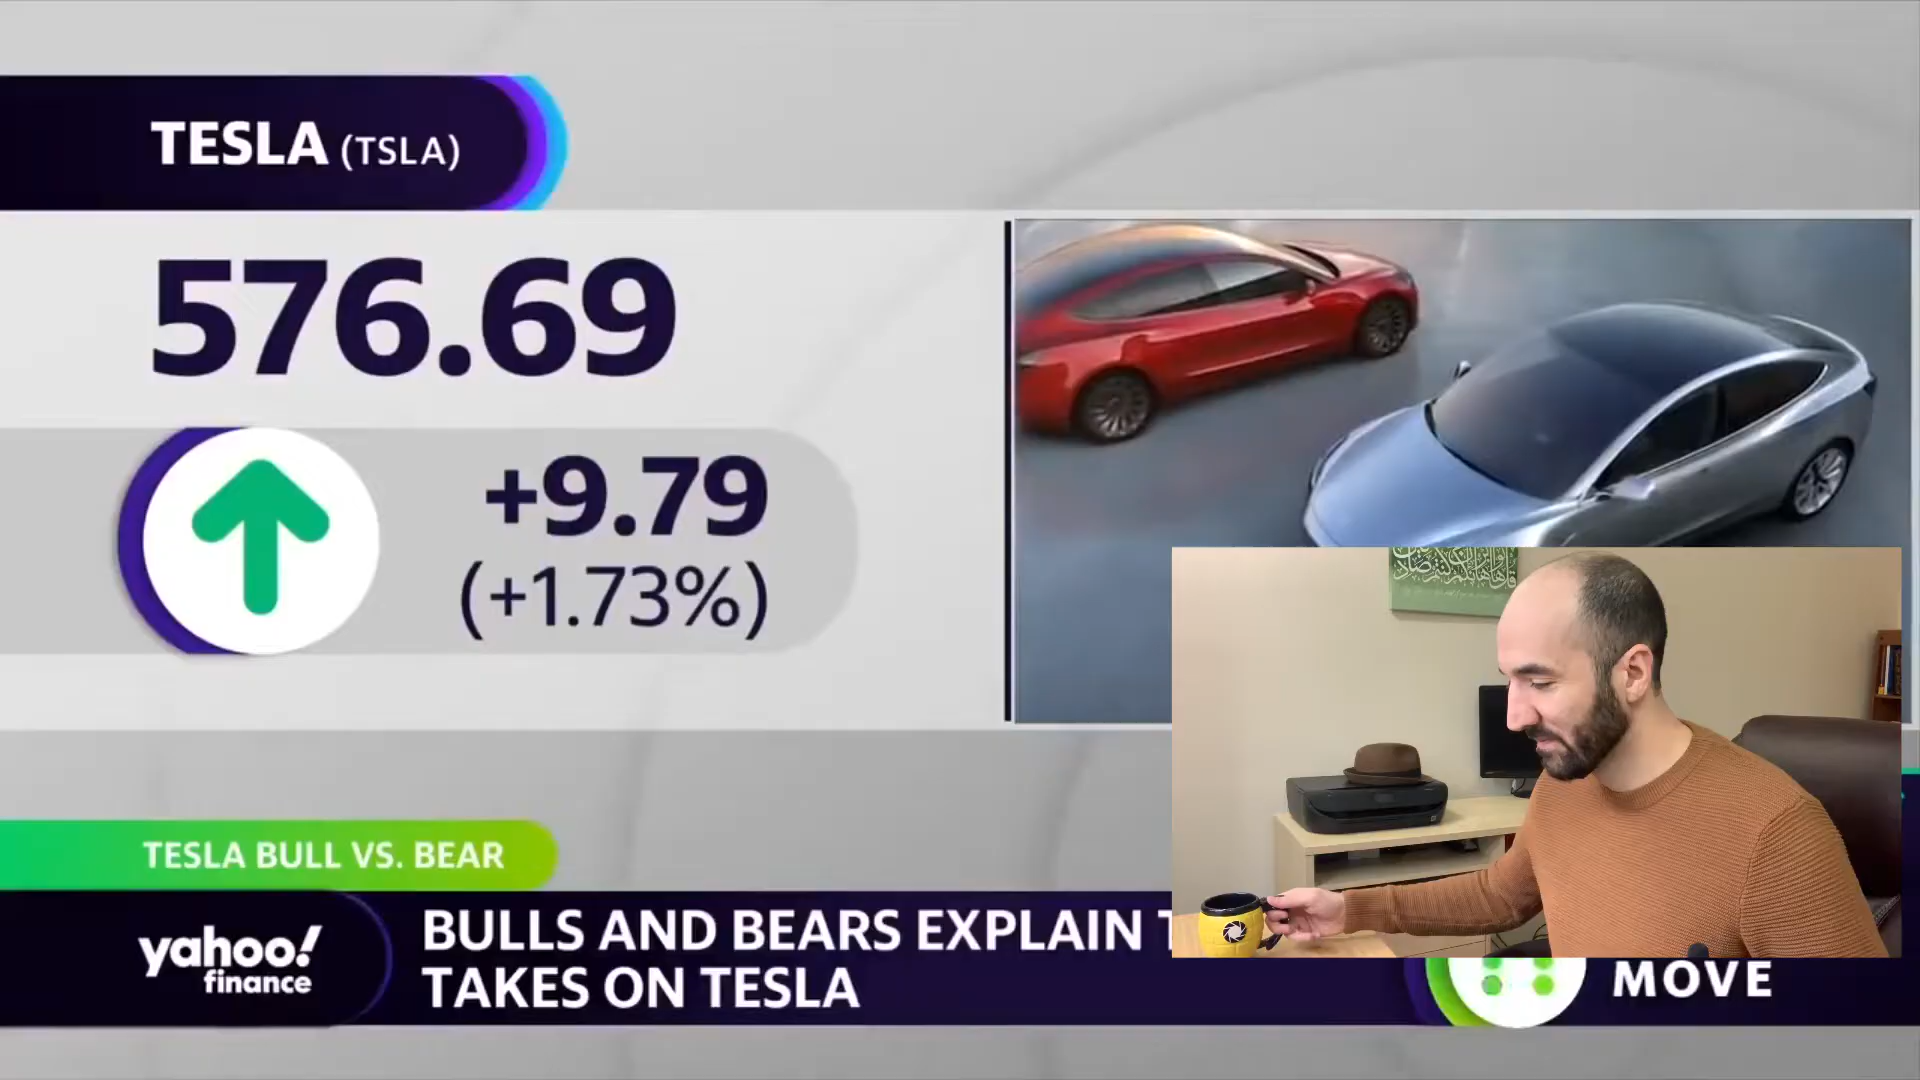 TESLA (TSLA)
576.69
+9.79
(+1.73%)
TESLA BULL VS. BEAR
yahoo!
finance
BULLS AND BEARS EXPLAIN
TAKES ON TESLA
MOVE